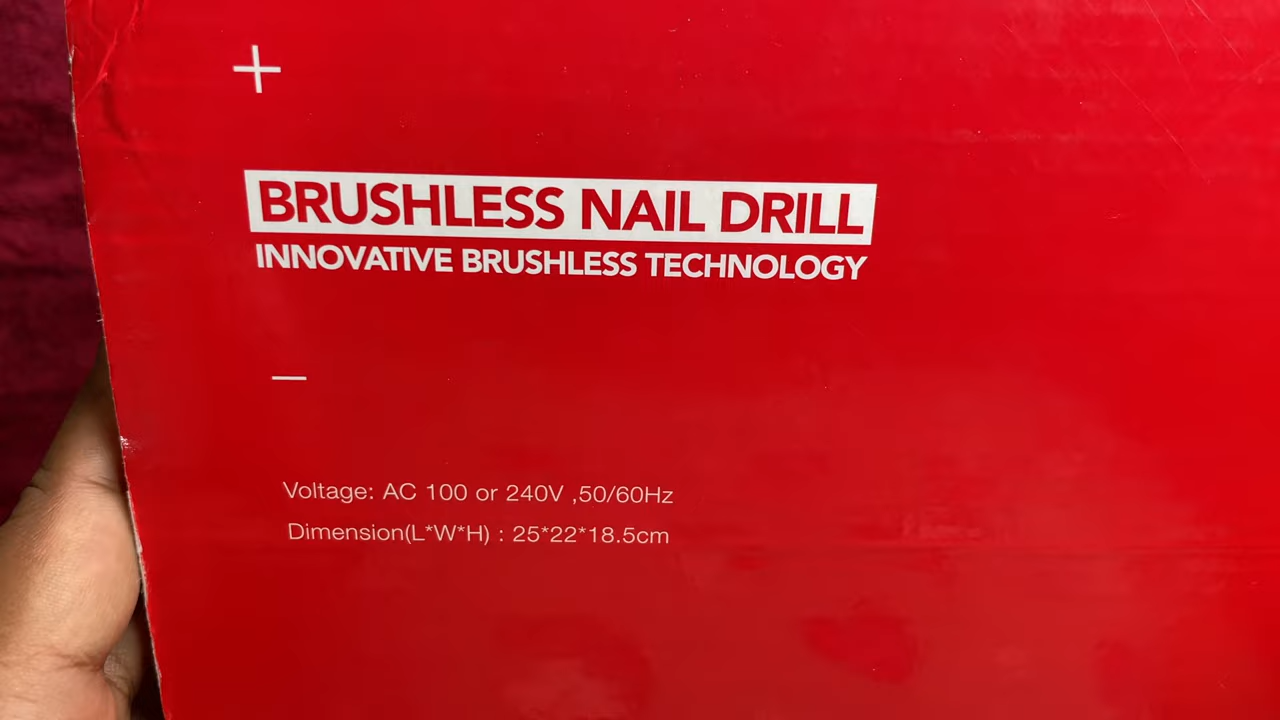 BRUSHLESS NAIL DRILL
INNOVATIVE BRUSHLESS TECHNOLOGY
Voltage: AC 100 or 240V ,50/60Hz
Dimension(L*W*H) : 25*22*18.5cm